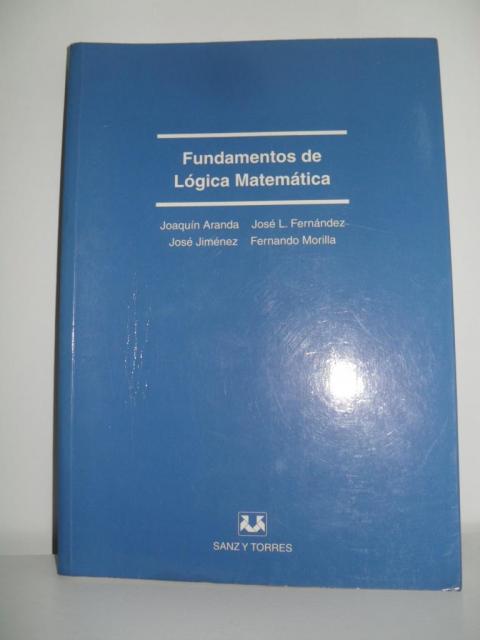 Fundamentos de
Lógica Matemática
Joaquín Aranda José L. Fernández
José Jiménez Fernando Morilla
SANZ Y TORRES